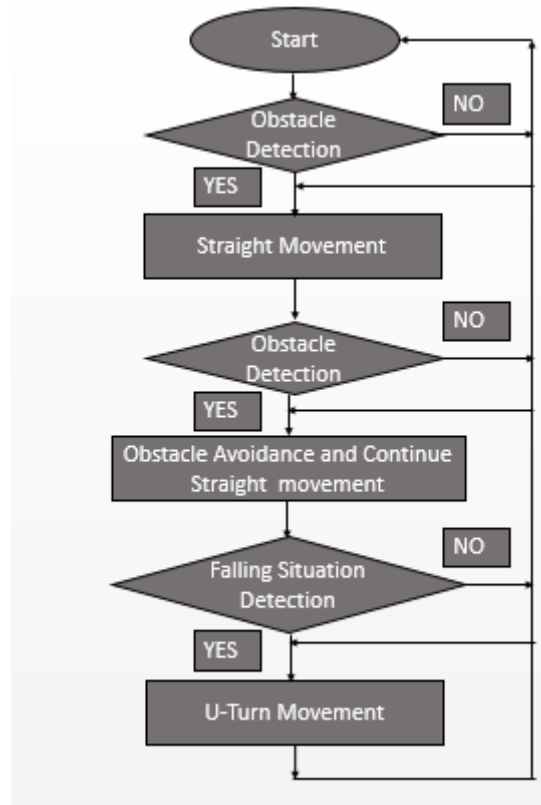 Start
NO
Obstacle
Detection
YES
Straight Movement
NO
Obstacle
Detection
YES
Obstacle Avoidance and Continue
Straight movement
NO
Falling Situation
Detection
YES
U-Turn Movement